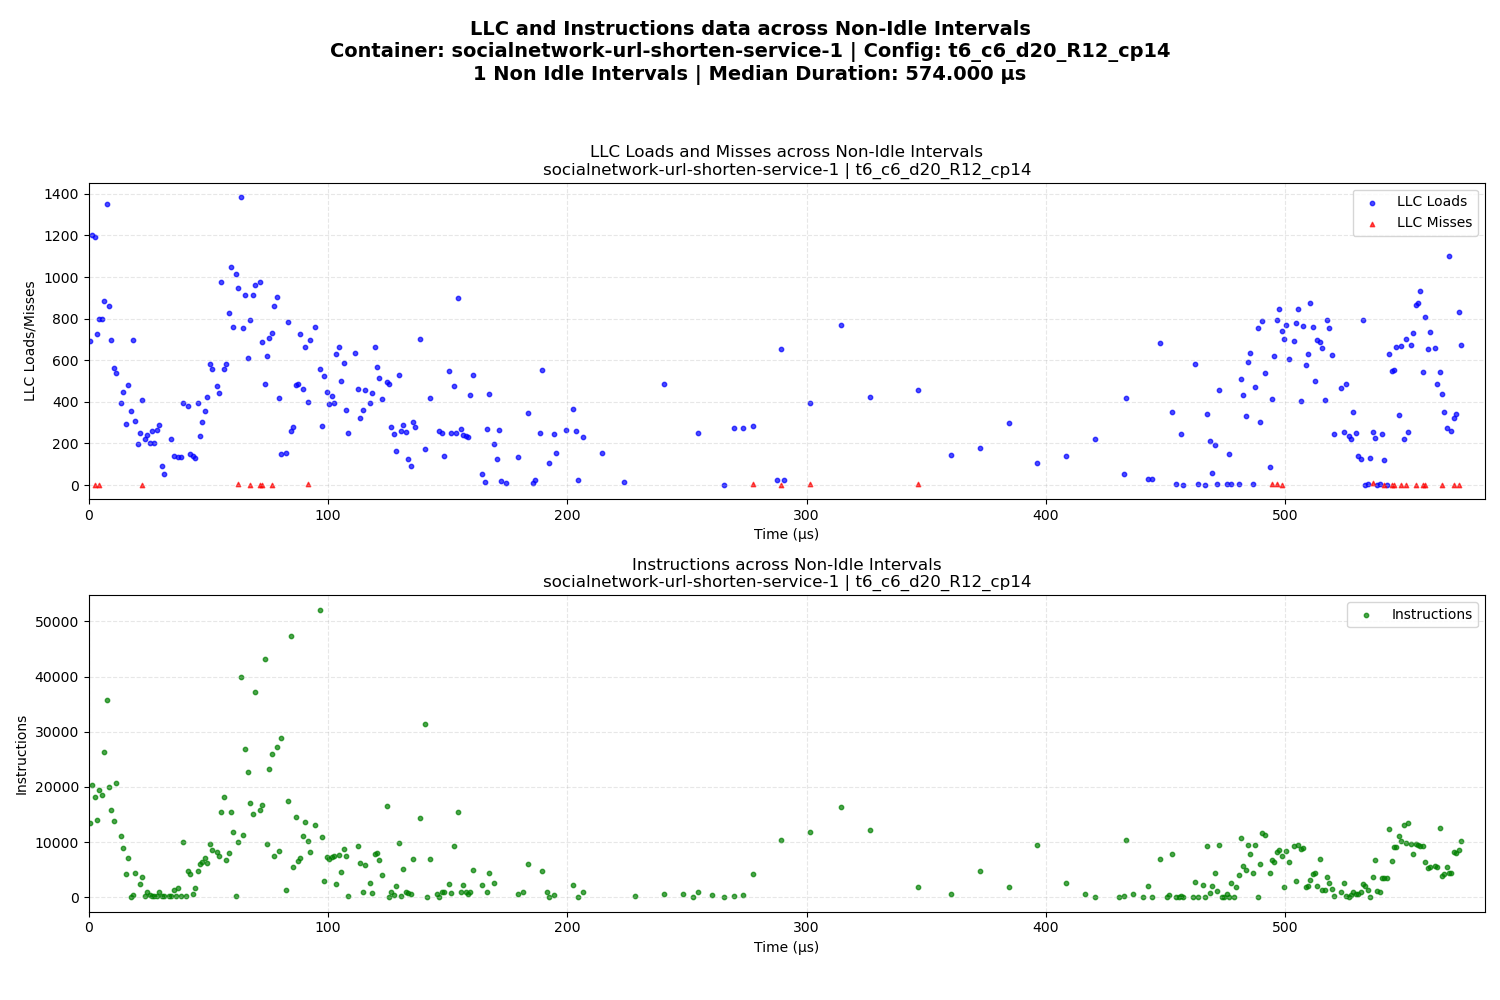 LLC and Instructions data across Non-Idle Intervals
Container: socialnetwork-url-shorten-service-1 | Config: t6_c6_d20_R12_cp14
1 Non Idle Intervals | Median Duration: 574.000 µs
LLC Loads and Misses across Non-Idle Intervals
socialnetwork-url-shorten-service-1 | t6_c6_d20_R12_cp14
LLC Loads/Misses
1400
1200
1000
800
600
400
200
0
LLC Loads
LLC Misses
0 100 200 300 400 500
Time (µs)
Instructions across Non-Idle Intervals
socialnetwork-url-shorten-service-1 | t6_c6_d20_R12_cp14
Instructions
50000
40000
30000
20000
10000
0
Instructions
0 100 200 300 400 500
Time (µs)